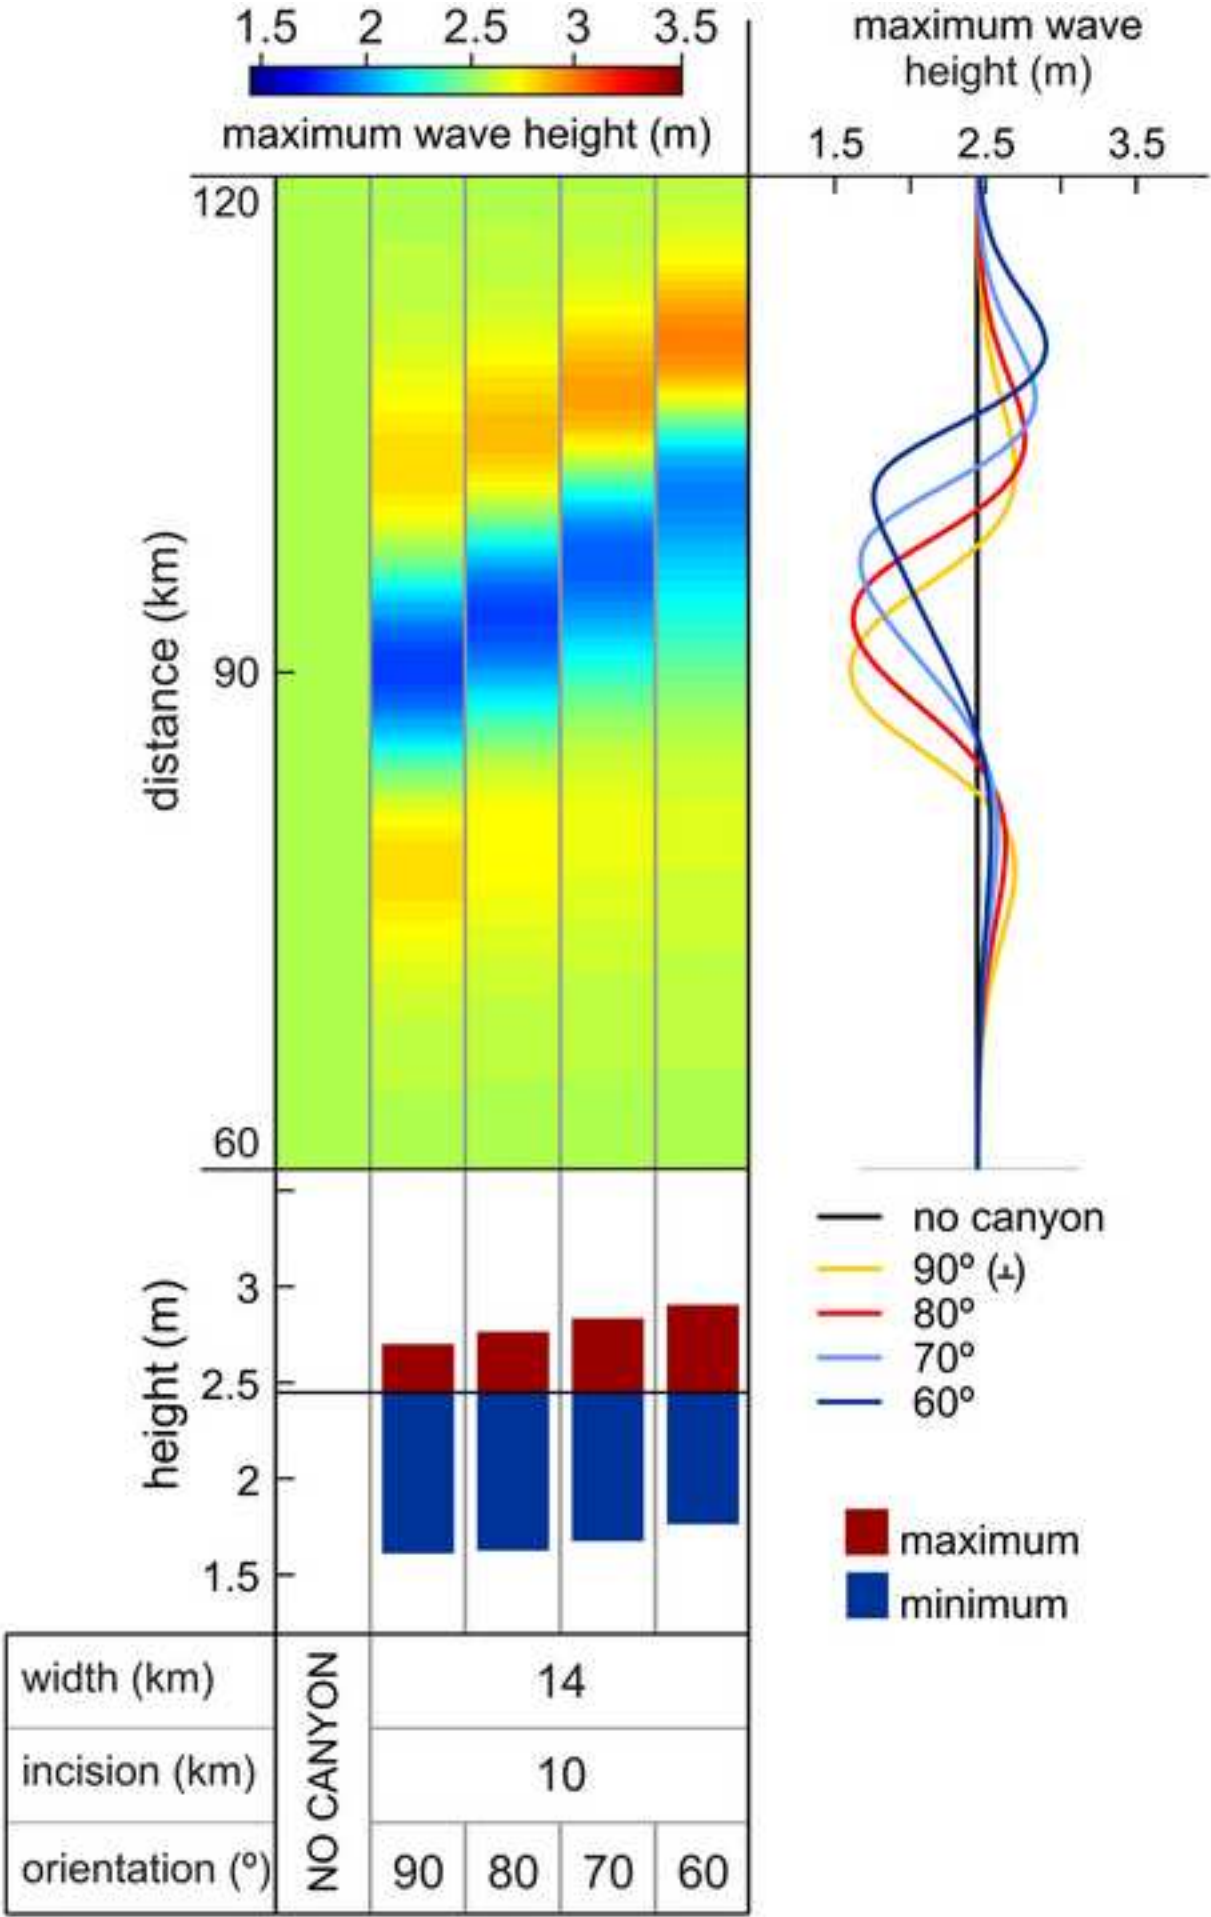 1.5 2 2.5 3 3.5
maximum wave height (m)
maximum wave
height (m)
1.5 2.5 3.5
120
90
60
distance (km)
3
2.5
2
1.5
height (m)
no canyon
90º (⊥)
80º
70º
60º
maximum
minimum
width (km) 14
incision (km) 10
orientation (º) 90 80 70 60
NO CANYON